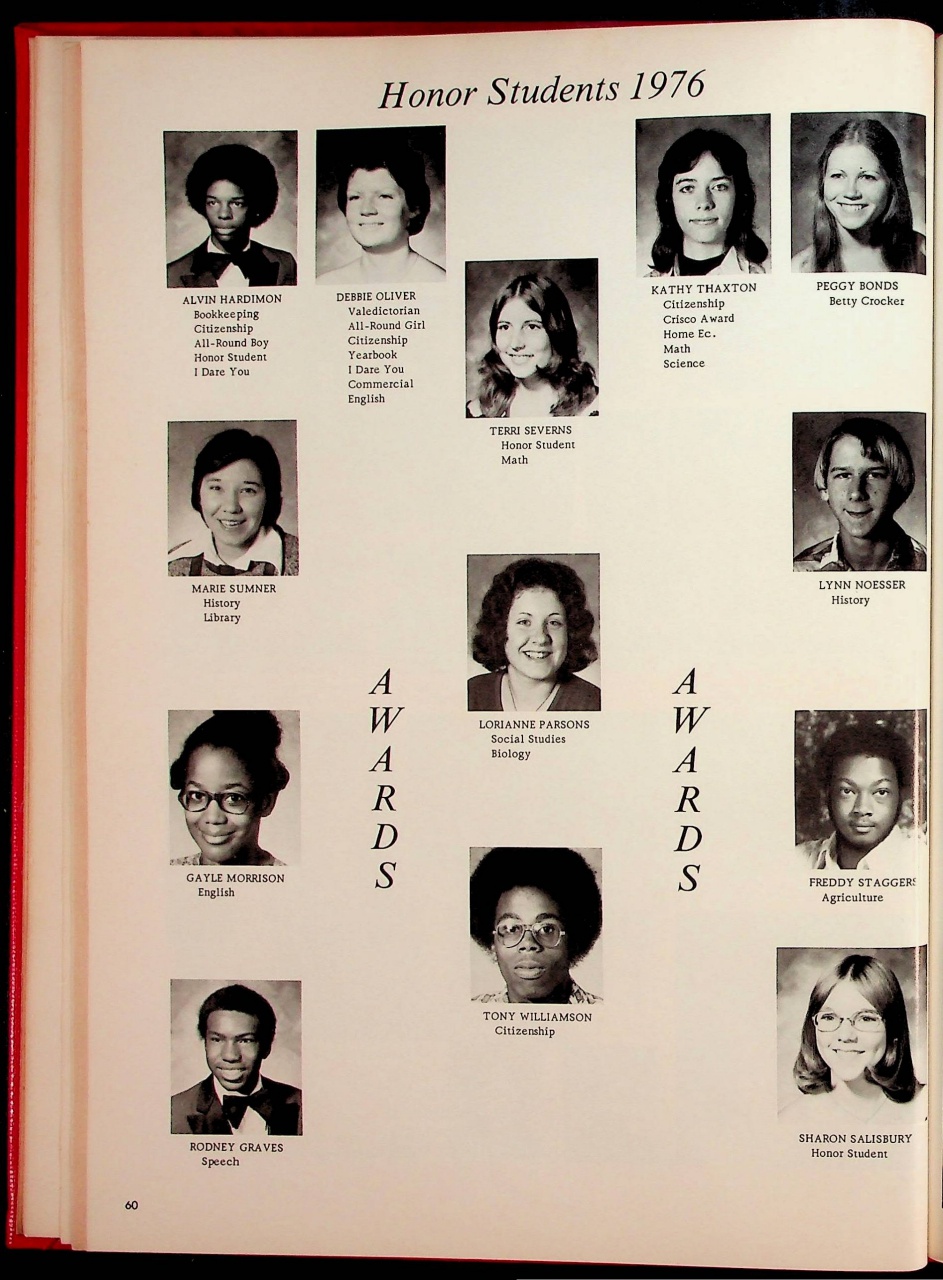 Honor Students 1976
ALVIN HARDIMON
Bookkeeping
Citizenship
All-Round Boy
Honor Student
I Dare You
DEBBIE OLIVER
Valedictorian
All-Round Girl
Citizenship
Yearbook
I Dare You
Commercial
English
TERRI SEVERNS
Honor Student
Math
KATHY THAXTON
Citizenship
Crisco Award
Home Ec.
Math
Science
PEGGY BONDS
Betty Crocker
MARIE SUMNER
History
Library
LYNN NOESSER
History
LORIANNE PARSONS
Social Studies
Biology
A
W
A
R
D
S
A
W
A
R
D
S
GAYLE MORRISON
English
FREDDY STAGGERS
Agriculture
TONY WILLIAMSON
Citizenship
RODNEY GRAVES
Speech
SHARON SALISBURY
Honor Student
60